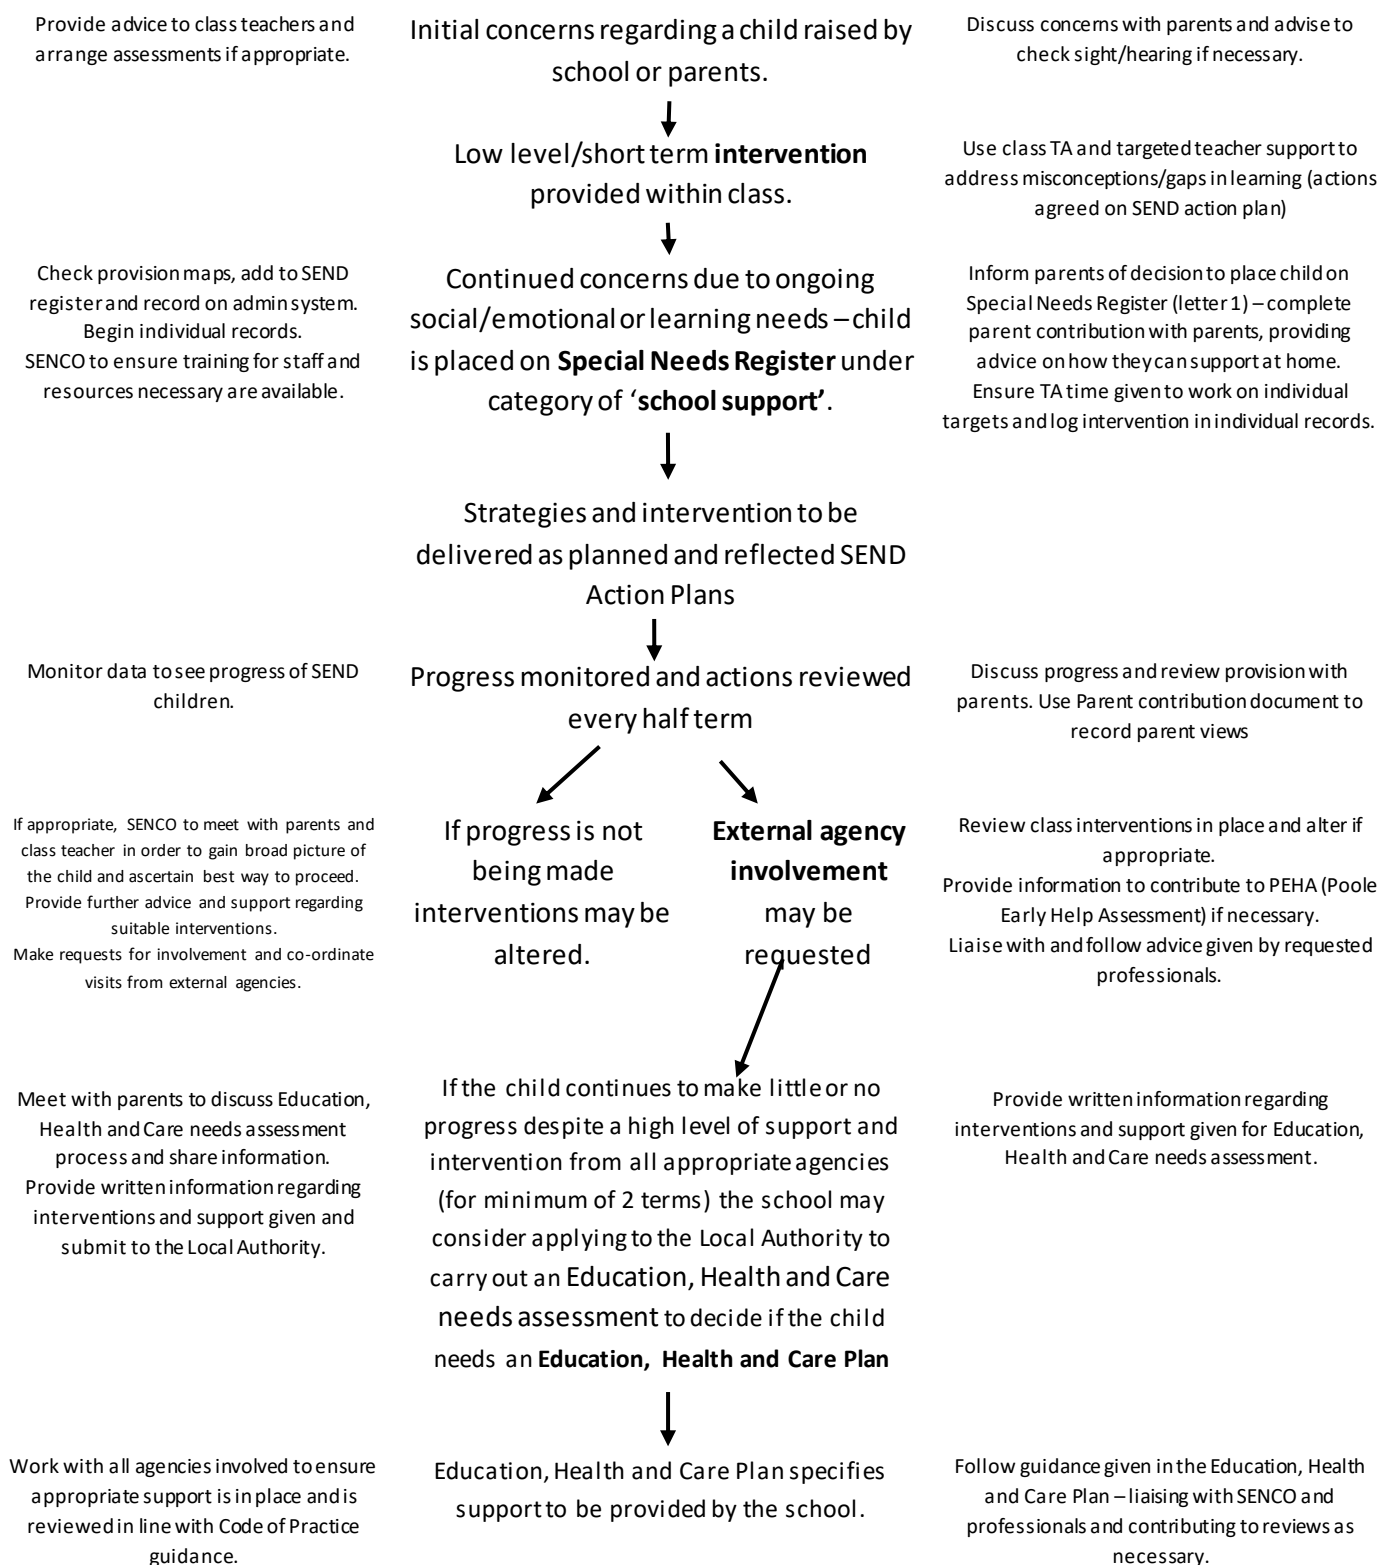 Provide advice to class teachers and
arrange assessments if appropriate.
Initial concerns regarding a child raised by
school or parents.
Discuss concerns with parents and advise to
check sight/hearing if necessary.
Low level/short term intervention
provided within class.
Use class TA and targeted teacher support to
address misconceptions/gaps in learning (actions
agreed on SEND action plan)
Check provision maps, add to SEND
register and record on admin system.
Begin individual records.
SENCO to ensure training for staff and
resources necessary are available.
Continued concerns due to ongoing
social/emotional or learning needs – child
is placed on Special Needs Register under
category of ‘school support’.
Inform parents of decision to place child on
Special Needs Register (letter 1) – complete
parent contribution with parents, providing
advice on how they can support at home.
Ensure TA time given to work on individual
targets and log intervention in individual records.
Strategies and intervention to be
delivered as planned and reflected SEND
Action Plans
Monitor data to see progress of SEND
children.
Progress monitored and actions reviewed
every half term
Discuss progress and review provision with
parents. Use Parent contribution document to
record parent views
If appropriate, SENCO to meet with parents and
class teacher in order to gain broad picture of
the child and ascertain best way to proceed.
Provide further advice and support regarding
suitable interventions.
Make requests for involvement and co-ordinate
visits from external agencies.
If progress is not
being made
interventions may be
altered.
External agency
involvement
may be
requested
Review class interventions in place and alter if
appropriate.
Provide information to contribute to PEHA (Poole
Early Help Assessment) if necessary.
Liaise with and follow advice given by requested
professionals.
Meet with parents to discuss Education,
Health and Care needs assessment
process and share information.
Provide written information regarding
interventions and support given and
submit to the Local Authority.
If the child continues to make little or no
progress despite a high level of support and
intervention from all appropriate agencies
(for minimum of 2 terms) the school may
consider applying to the Local Authority to
carry out an Education, Health and Care
needs assessment to decide if the child
needs an Education, Health and Care Plan
Provide written information regarding
interventions and support given for Education,
Health and Care needs assessment.
Work with all agencies involved to ensure
appropriate support is in place and is
reviewed in line with Code of Practice
guidance.
Education, Health and Care Plan specifies
support to be provided by the school.
Follow guidance given in the Education, Health
and Care Plan – liaising with SENCO and
professionals and contributing to reviews as
necessary.